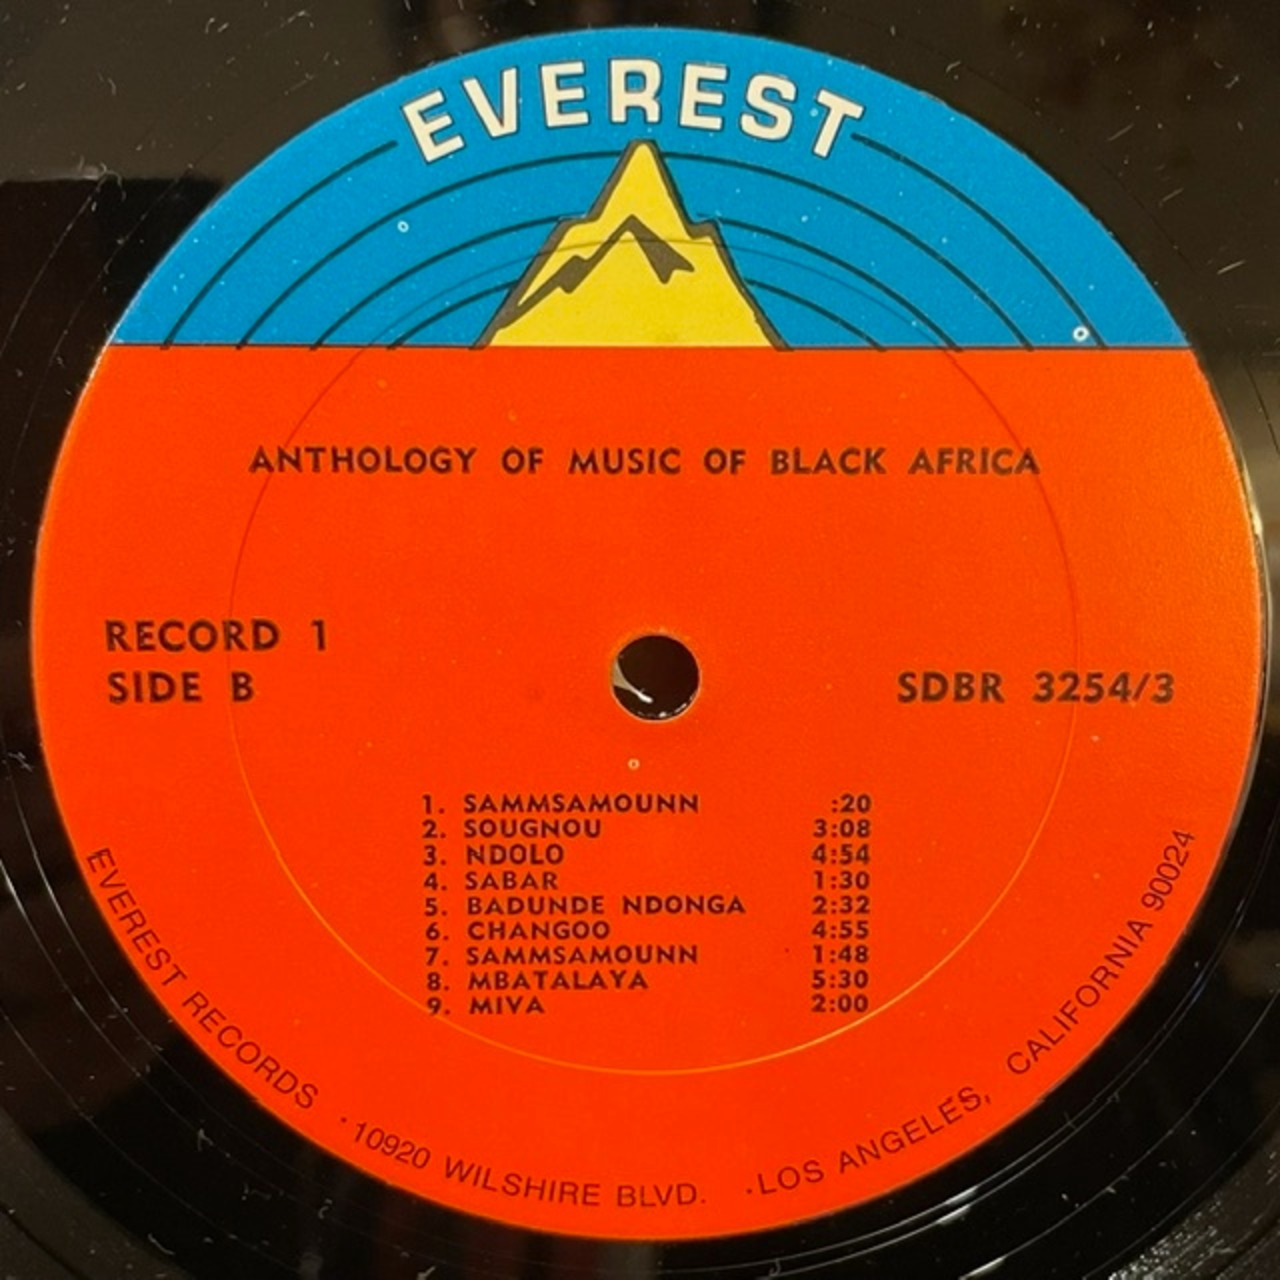 EVEREST
ANTHOLOGY OF MUSIC OF BLACK AFRICA
RECORD 1
SIDE B
SDBR 3254/3
1. SAMMSAMOUNN :20
2. SOUGNOU 3:08
3. NDOLO 4:54
4. SABAR 1:30
5. BADUNDE NDONGA 2:32
6. CHANGOO 4:55
7. SAMMSAMOUNN 1:48
8. MBATALAYA 5:30
9. MIVA 2:00
EVEREST RECORDS · 10920 WILSHIRE BLVD. · LOS ANGELES, CALIFORNIA 90024